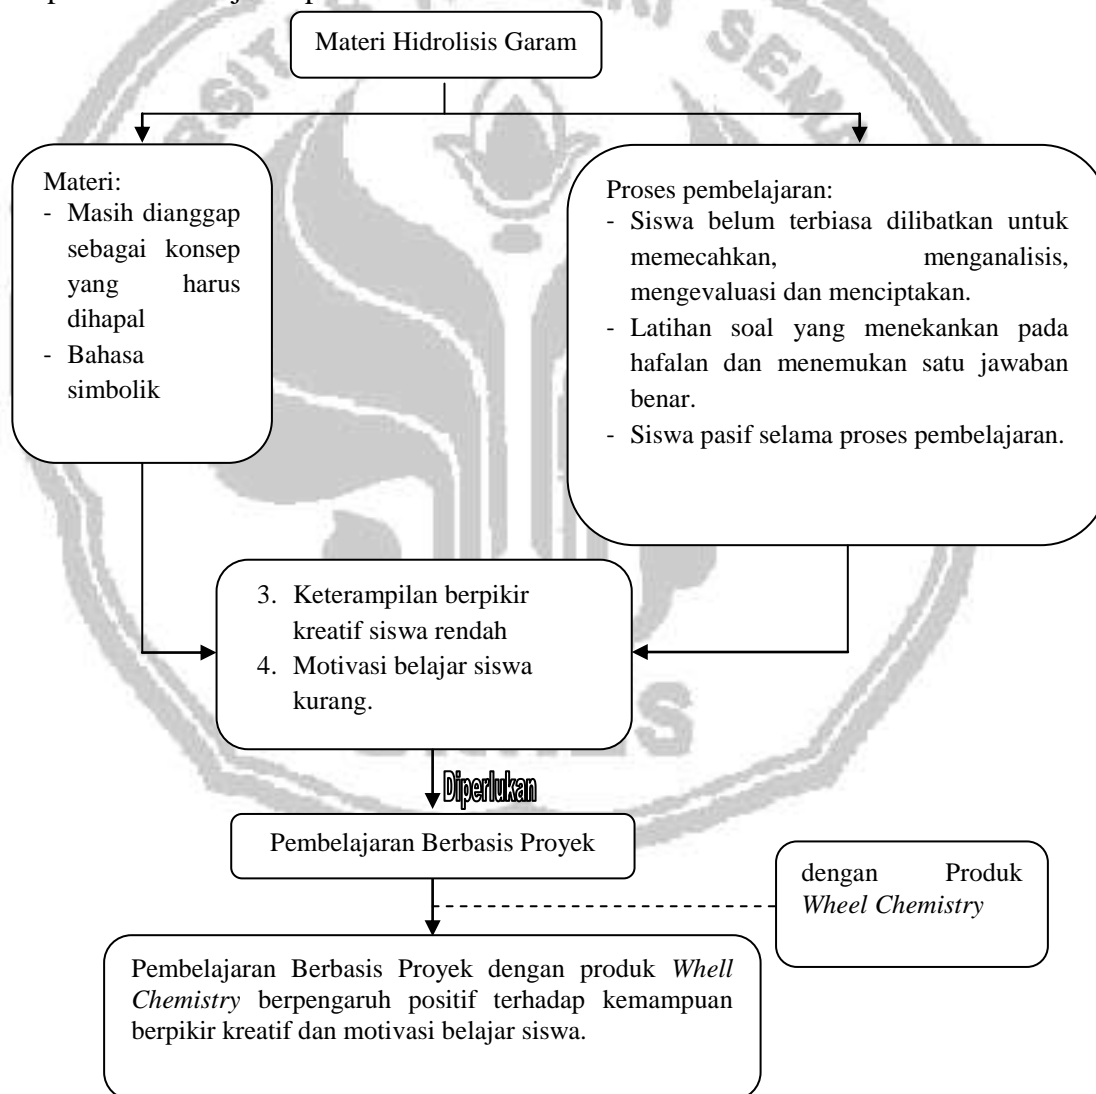 Materi Hidrolisis Garam
Materi:
- Masih dianggap
sebagai konsep
yang harus
dihapal
- Bahasa
simbolik
Proses pembelajaran:
- Siswa belum terbiasa dilibatkan untuk
memecahkan, menganalisis,
mengevaluasi dan menciptakan.
- Latihan soal yang menekankan pada
hafalan dan menemukan satu jawaban
benar.
- Siswa pasif selama proses pembelajaran.
3. Keterampilan berpikir
kreatif siswa rendah
4. Motivasi belajar siswa
kurang.
Diperlukan
Pembelajaran Berbasis Proyek
dengan Produk
Wheel Chemistry
Pembelajaran Berbasis Proyek dengan produk Whell
Chemistry berpengaruh positif terhadap kemampuan
berpikir kreatif dan motivasi belajar siswa.